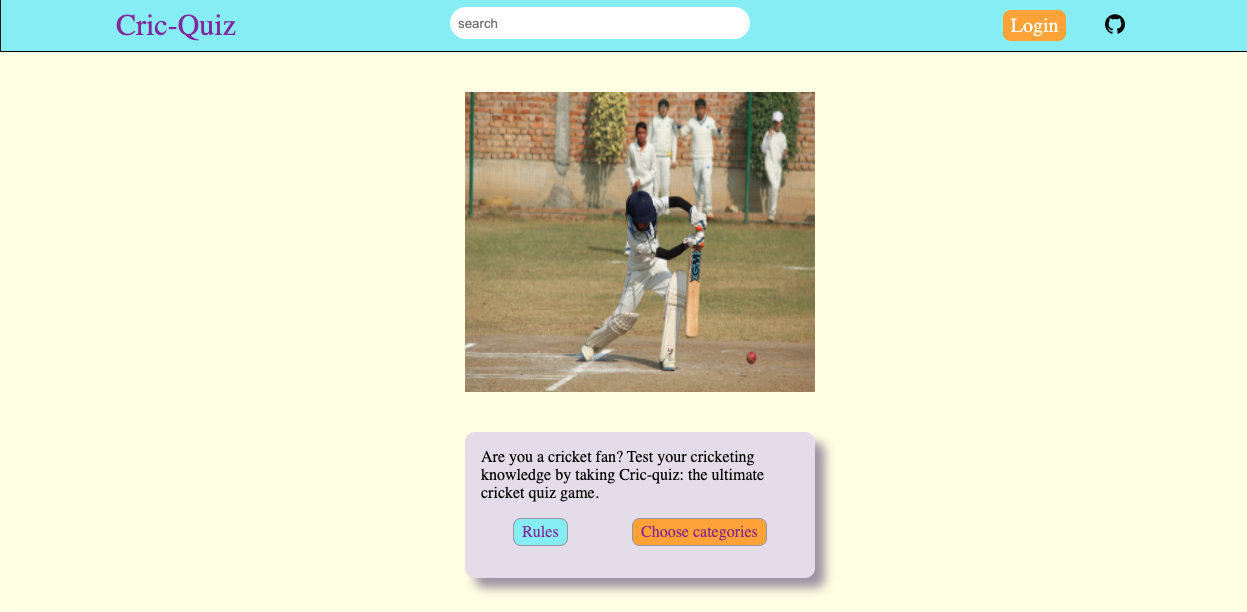 Cric-Quiz
search
Login
GM
Are you a cricket fan? Test your cricketing
knowledge by taking Cric-quiz: the ultimate
cricket quiz game.
Rules
Choose categories